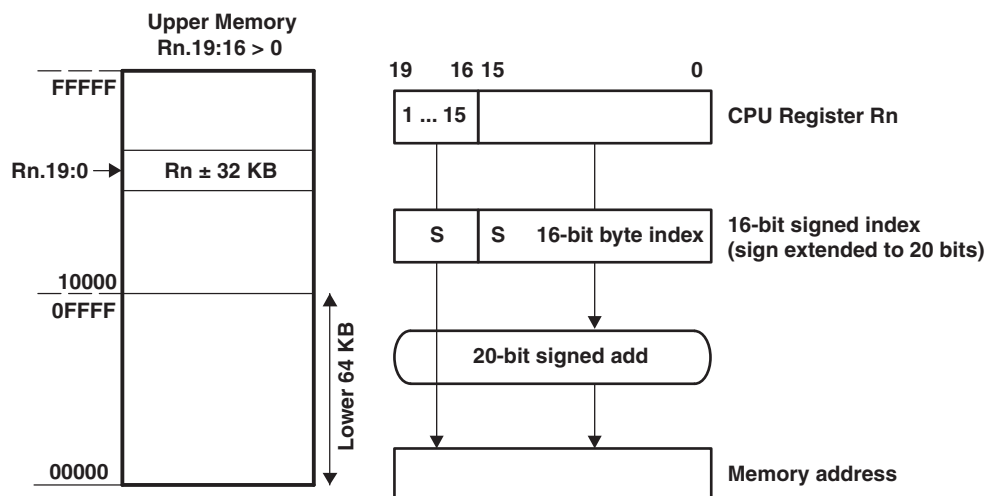 Upper Memory
Rn.19:16 > 0
FFFFF
Rn.19:0
Rn ± 32 KB
10000
0FFFF
Lower 64 KB
00000
19 16 15 0
1 ... 15
CPU Register Rn
S S 16-bit byte index
16-bit signed index
(sign extended to 20 bits)
20-bit signed add
Memory address